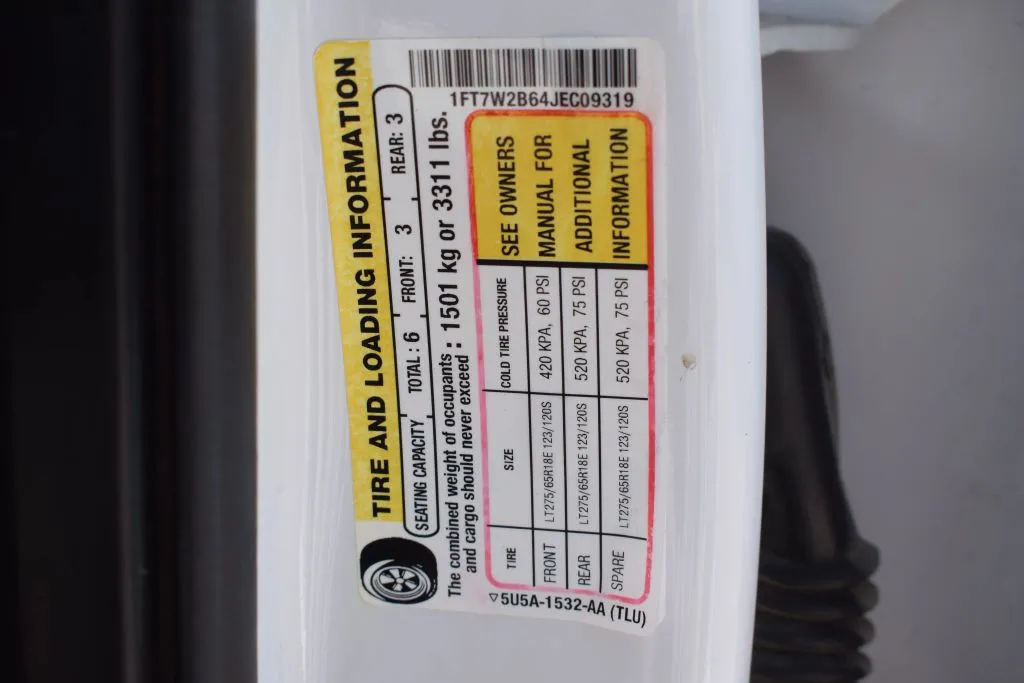 TIRE AND LOADING INFORMATION
SEATING CAPACITY TOTAL : 6 FRONT: 3 REAR: 3
The combined weight of occupants
and cargo should never exceed : 1501 kg or 3311 lbs.
TIRE SIZE COLD TIRE PRESSURE
FRONT LT275/65R18E 123/120S 420 KPA, 60 PSI
REAR LT275/65R18E 123/120S 520 KPA, 75 PSI
SPARE LT275/65R18E 123/120S 520 KPA, 75 PSI
SEE OWNERS
MANUAL FOR
ADDITIONAL
INFORMATION
5U5A-1532-AA (TLU)
1FT7W2B64JEC09319